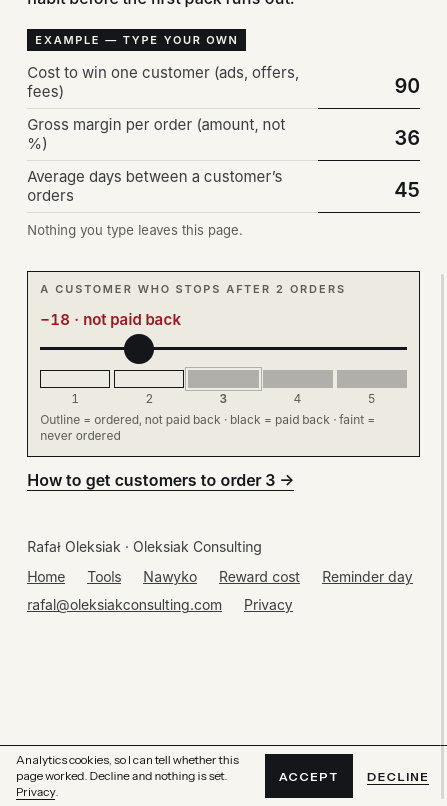 habit before the first pack runs out.
EXAMPLE — TYPE YOUR OWN
Cost to win one customer (ads, offers,
fees)
90
Gross margin per order (amount, not
%)
36
Average days between a customer’s
orders
45
Nothing you type leaves this page.
A CUSTOMER WHO STOPS AFTER 2 ORDERS
−18 · not paid back
1 2 3 4 5
Outline = ordered, not paid back · black = paid back · faint =
never ordered
How to get customers to order 3 →
Rafał Oleksiak · Oleksiak Consulting
Home Tools Nawyko Reward cost Reminder day
rafal@oleksiakconsulting.com Privacy
Analytics cookies, so I can tell whether this
page worked. Decline and nothing is set.
Privacy.
ACCEPT DECLINE